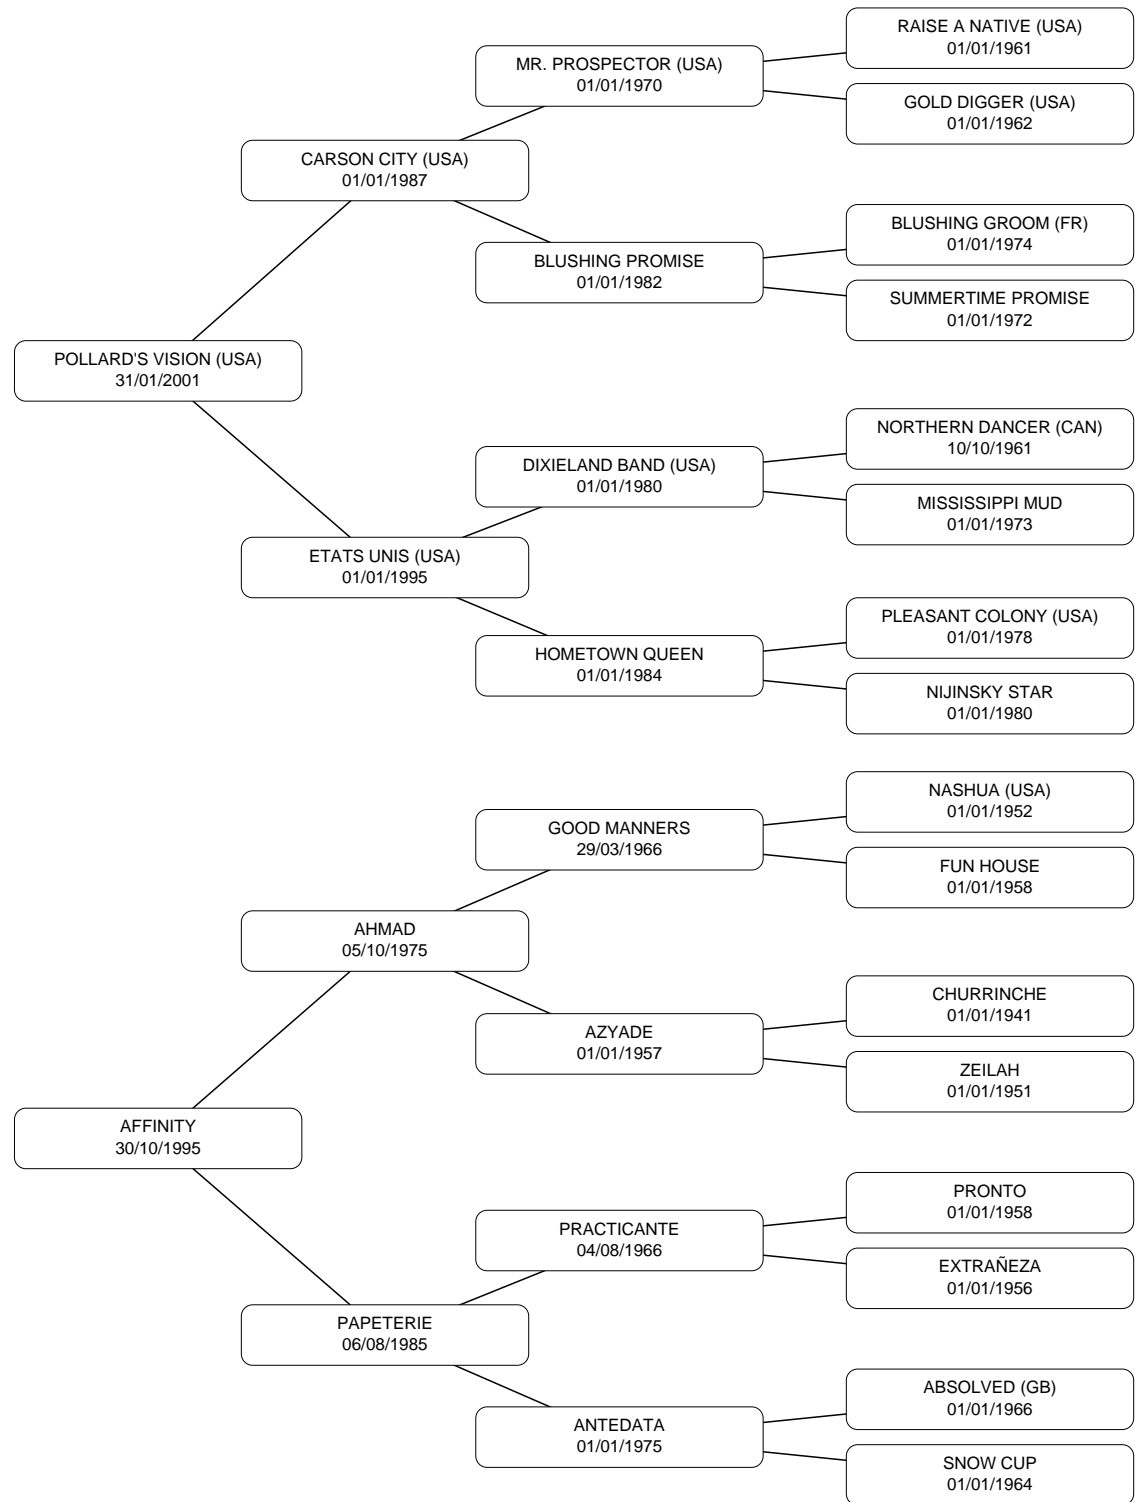 RAISE A NATIVE (USA)
01/01/1961
MR. PROSPECTOR (USA)
01/01/1970
GOLD DIGGER (USA)
01/01/1962
CARSON CITY (USA)
01/01/1987
BLUSHING GROOM (FR)
01/01/1974
BLUSHING PROMISE
01/01/1982
SUMMERTIME PROMISE
01/01/1972
POLLARD'S VISION (USA)
31/01/2001
NORTHERN DANCER (CAN)
10/10/1961
DIXIELAND BAND (USA)
01/01/1980
MISSISSIPPI MUD
01/01/1973
ETATS UNIS (USA)
01/01/1995
PLEASANT COLONY (USA)
01/01/1978
HOMETOWN QUEEN
01/01/1984
NIJINSKY STAR
01/01/1980
NASHUA (USA)
01/01/1952
GOOD MANNERS
29/03/1966
FUN HOUSE
01/01/1958
AHMAD
05/10/1975
CHURRINCHE
01/01/1941
AZYADE
01/01/1957
ZEILAH
01/01/1951
AFFINITY
30/10/1995
PRONTO
01/01/1958
PRACTICANTE
04/08/1966
EXTRAÑEZA
01/01/1956
PAPETERIE
06/08/1985
ABSOLVED (GB)
01/01/1966
ANTEDATA
01/01/1975
SNOW CUP
01/01/1964